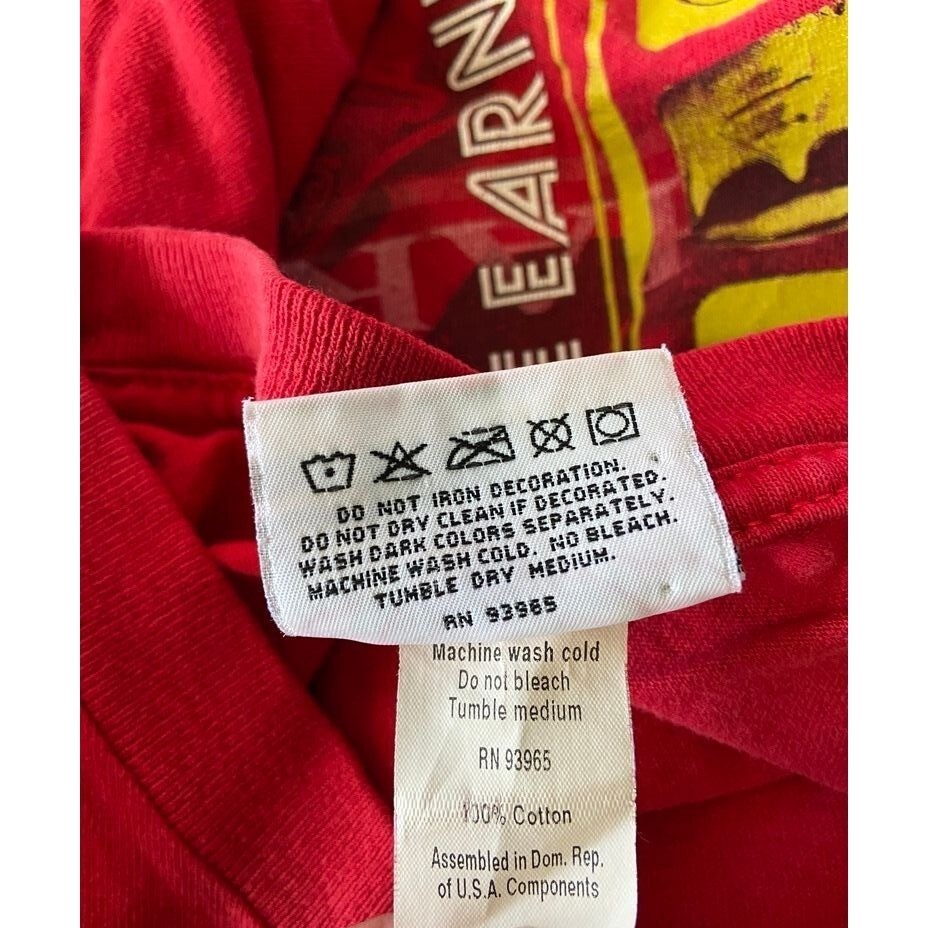 E EARN
DO NOT IRON DECORATION.
DO NOT DRY CLEAN IF DECORATED.
WASH DARK COLORS SEPARATELY.
MACHINE WASH COLD. NO BLEACH.
TUMBLE DRY MEDIUM.
RN 93965
Machine wash cold
Do not bleach
Tumble medium
RN 93965
100% Cotton
Assembled in Dom. Rep.
of U.S.A. Components